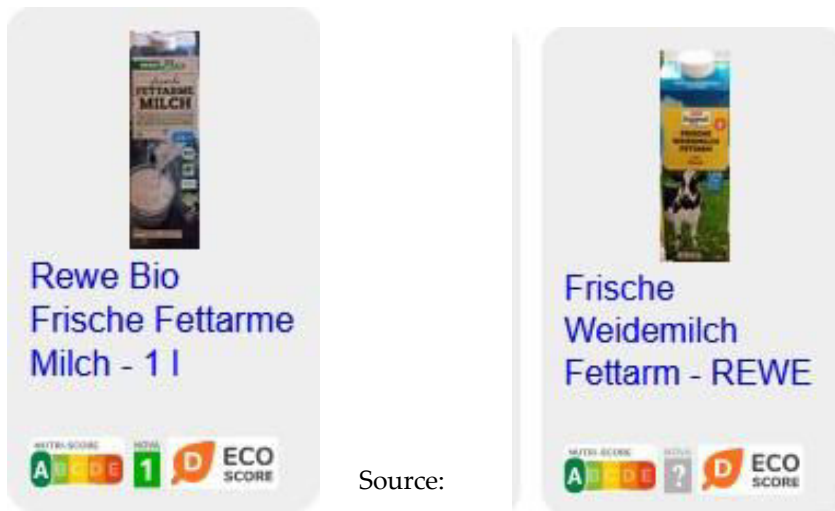 FETTARME
MILCH
Rewe Bio
Frische Fettarme
Milch - 1 l
NUTRI-SCORE
A B C D E
NOVA
1
D
ECO
SCORE
Source:
FRISCHE
WEIDEMILCH
FETTARM
Frische
Weidemilch
Fettarm - REWE
NUTRI-SCORE
A B C D E
NOVA
?
D
ECO
SCORE